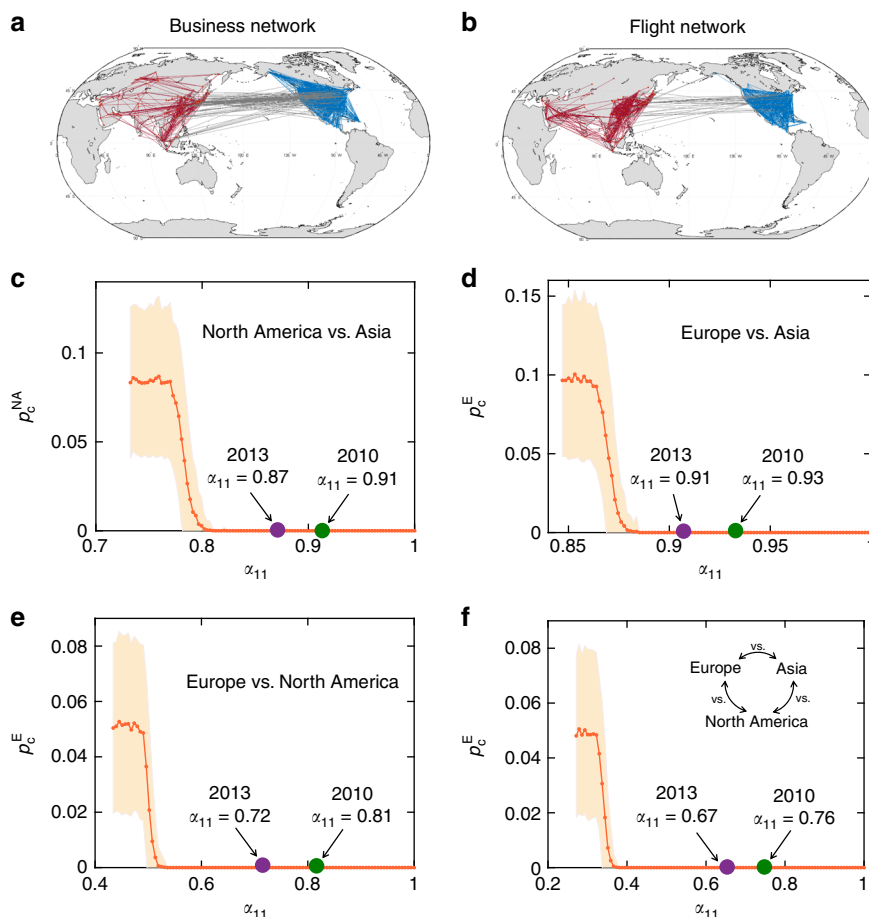 a Business network
b Flight network
c
North America vs. Asia
2013
α11 = 0.87
2010
α11 = 0.91
pcNA
0.1
0.05
0
0.7 0.8 0.9 1
α11
d
Europe vs. Asia
2013
α11 = 0.91
2010
α11 = 0.93
pcE
0.15
0.1
0.05
0
0.85 0.9 0.95 1
α11
e
Europe vs. North America
2013
α11 = 0.72
2010
α11 = 0.81
pcE
0.08
0.06
0.04
0.02
0
0.4 0.6 0.8 1
α11
f
vs.
Europe Asia
vs. vs.
North America
2013
α11 = 0.67
2010
α11 = 0.76
pcE
0.08
0.06
0.04
0.02
0
0.2 0.4 0.6 0.8 1
α11